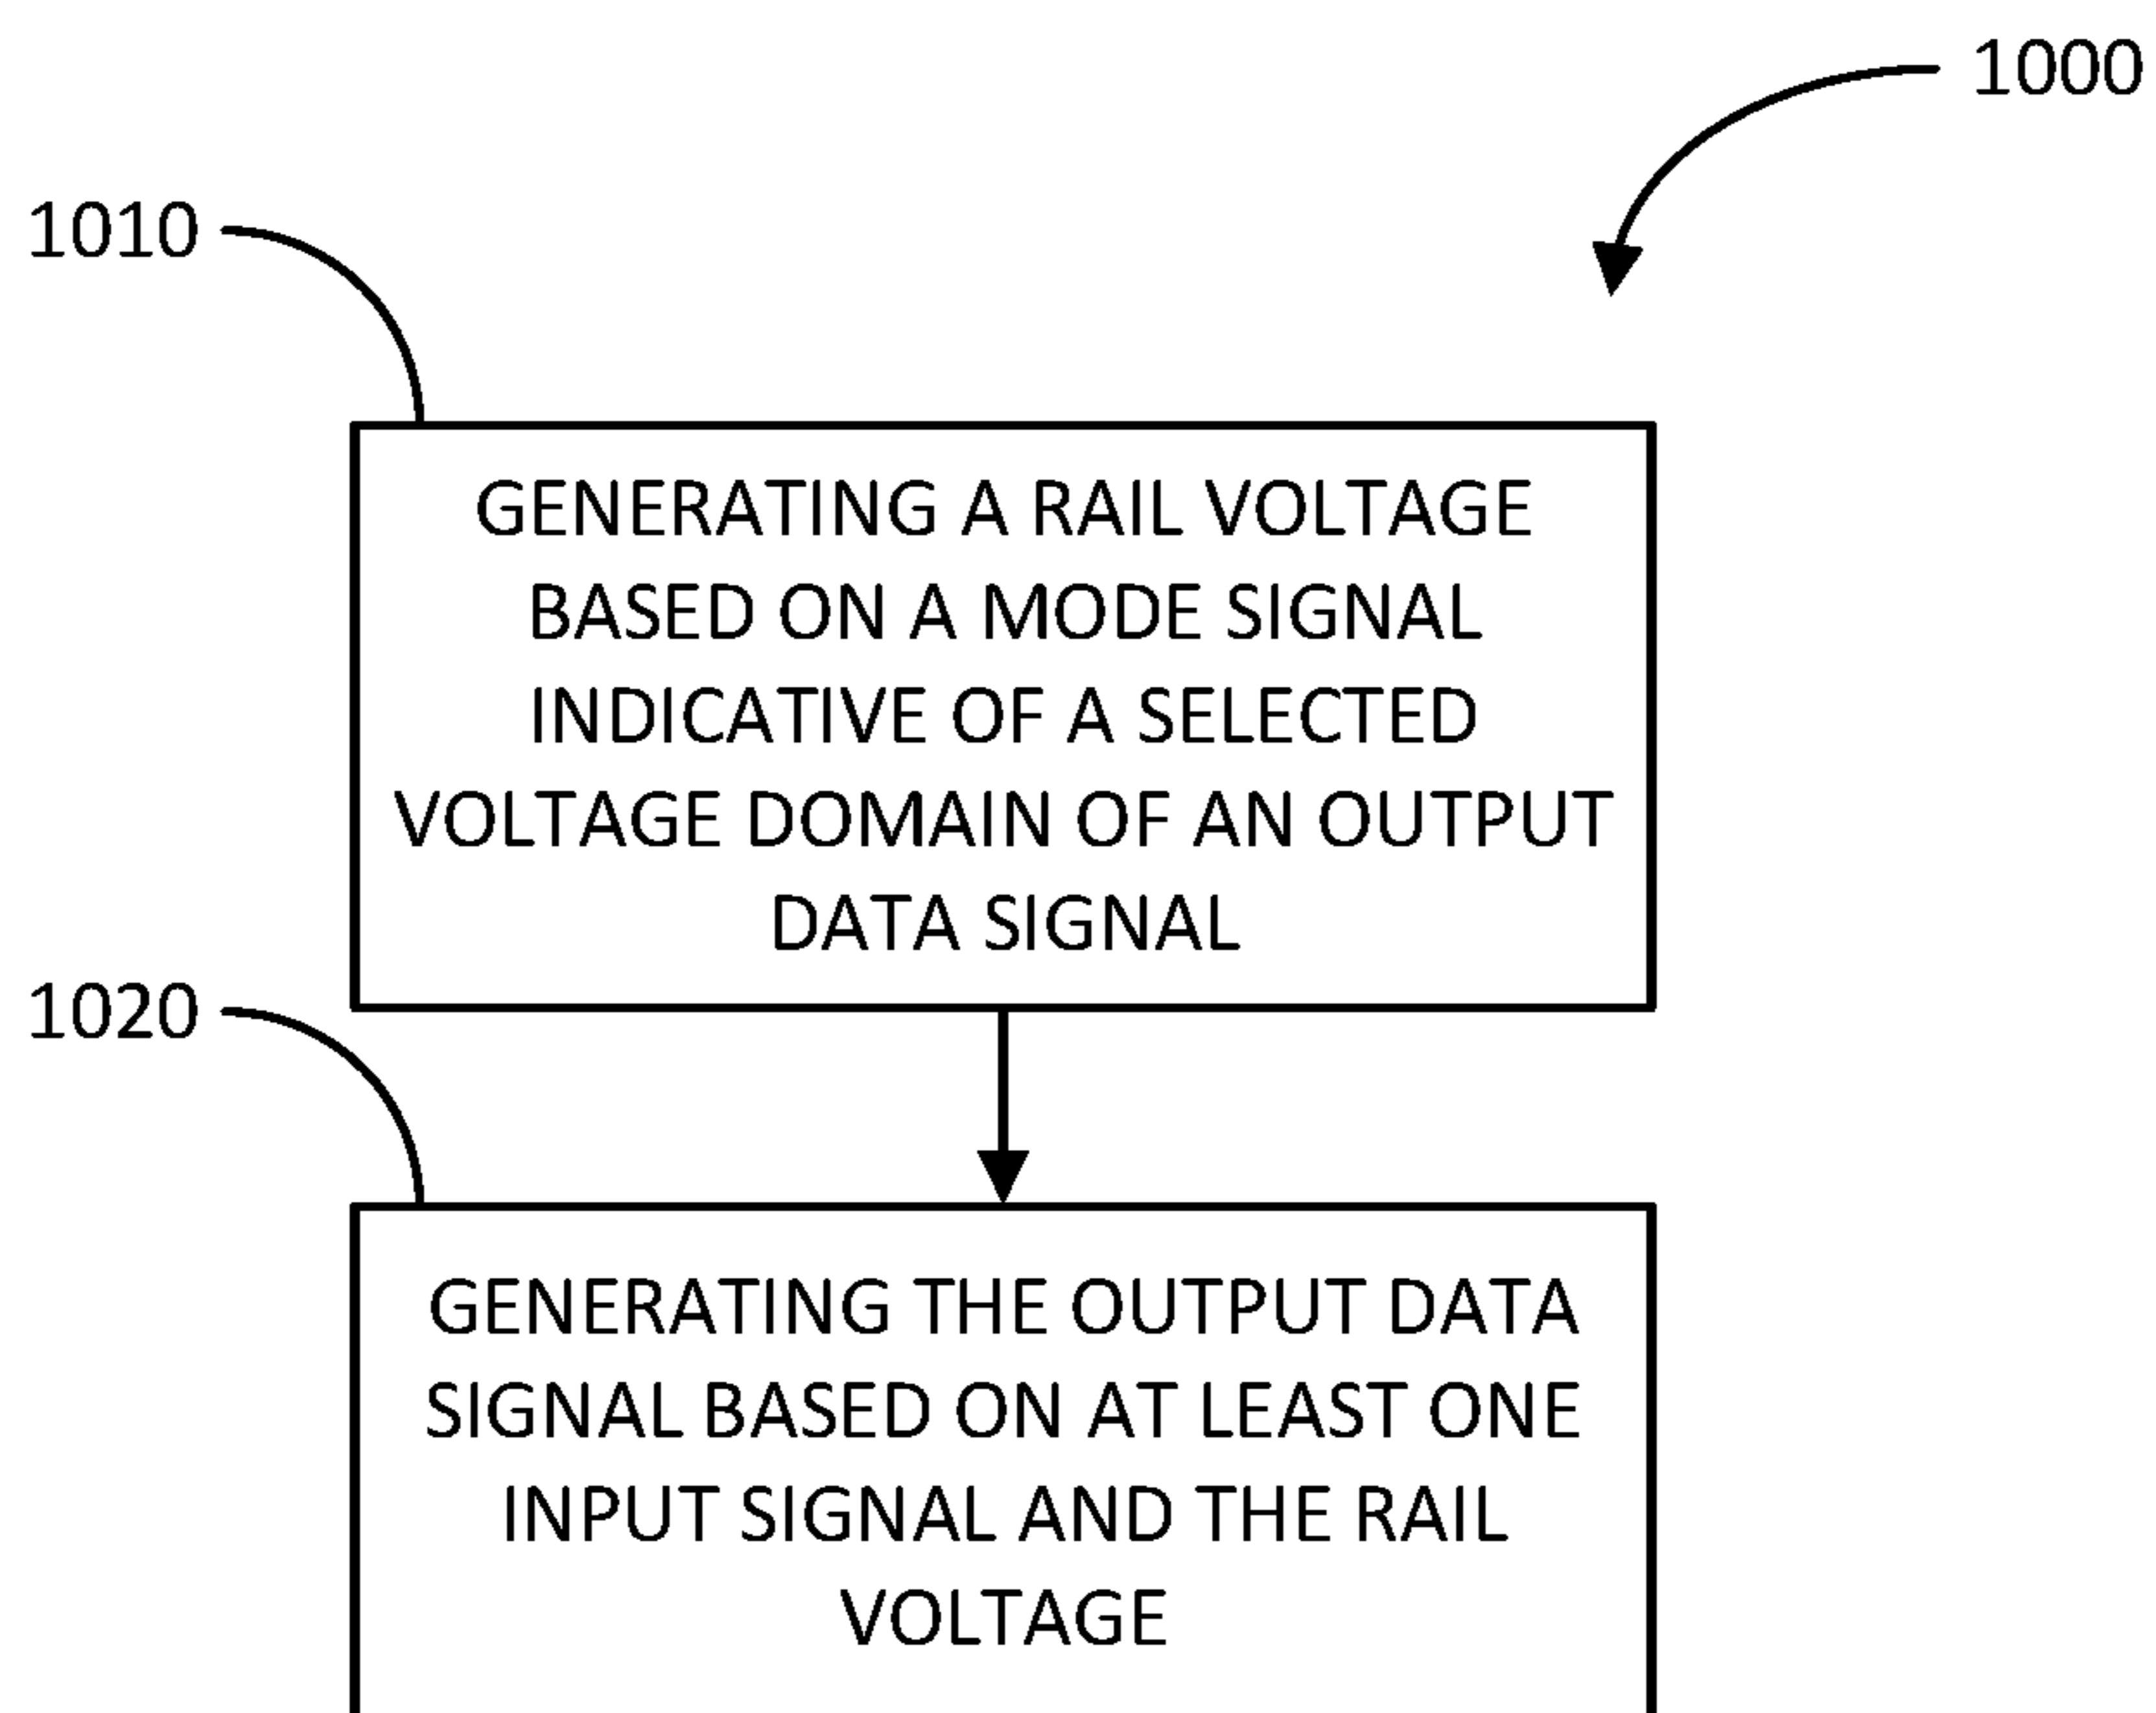 1000
1010
GENERATING A RAIL VOLTAGE
BASED ON A MODE SIGNAL
INDICATIVE OF A SELECTED
VOLTAGE DOMAIN OF AN OUTPUT
DATA SIGNAL
1020
GENERATING THE OUTPUT DATA
SIGNAL BASED ON AT LEAST ONE
INPUT SIGNAL AND THE RAIL
VOLTAGE